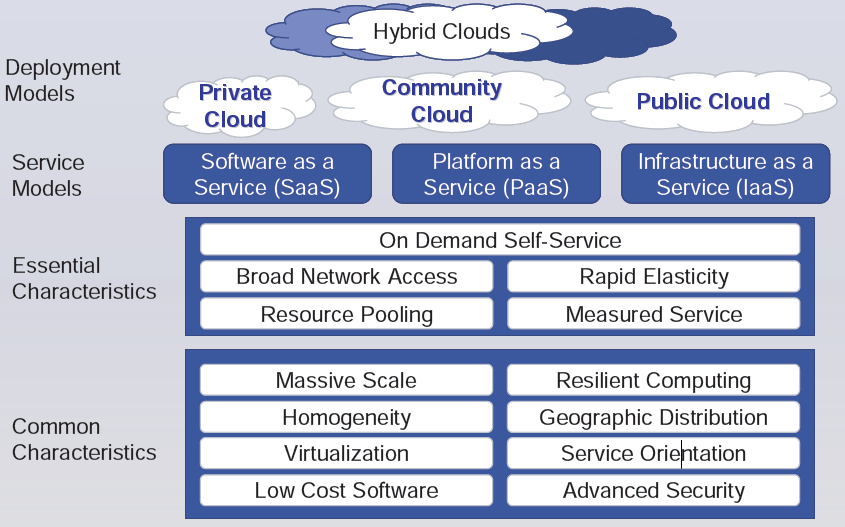 Hybrid Clouds
Deployment
Models
Private
Cloud
Community
Cloud
Public Cloud
Service
Models
Software as a
Service (SaaS)
Platform as a
Service (PaaS)
Infrastructure as a
Service (IaaS)
Essential
Characteristics
On Demand Self-Service
Broad Network Access
Rapid Elasticity
Resource Pooling
Measured Service
Common
Characteristics
Massive Scale
Resilient Computing
Homogeneity
Geographic Distribution
Virtualization
Service Orientation
Low Cost Software
Advanced Security